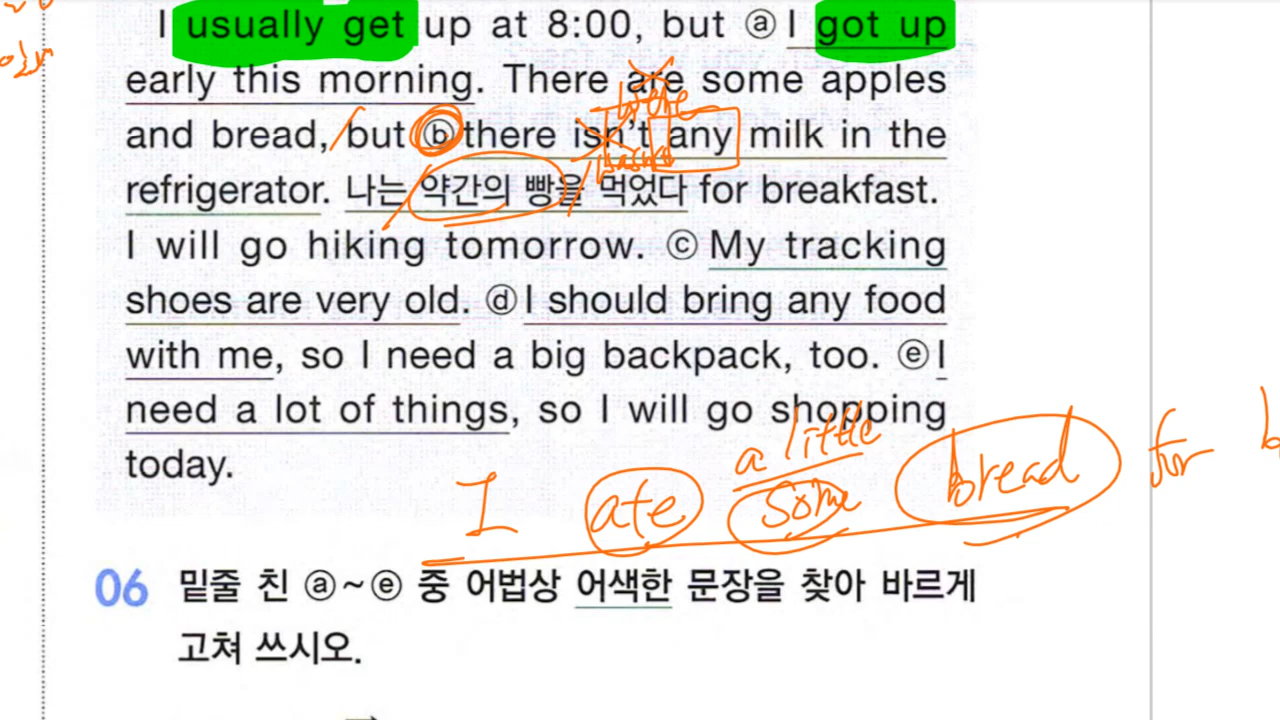 I usually get up at 8:00, but ⓐ I got up
early this morning. There are some apples
were
and bread, but ⓑ there isn't any milk in the
wasn't
refrigerator. 나는 약간의 빵을 먹었다 for breakfast.
I will go hiking tomorrow. ⓒ My tracking
shoes are very old. ⓓ I should bring any food
with me, so I need a big backpack, too. ⓔ I
need a lot of things, so I will go shopping
today.
a little
I ate some bread for b
06 밑줄 친 ⓐ~ⓔ 중 어법상 어색한 문장을 찾아 바르게
고쳐 쓰시오.